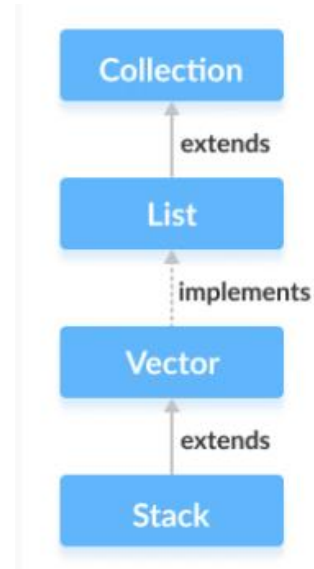 Collection
extends
List
implements
Vector
extends
Stack